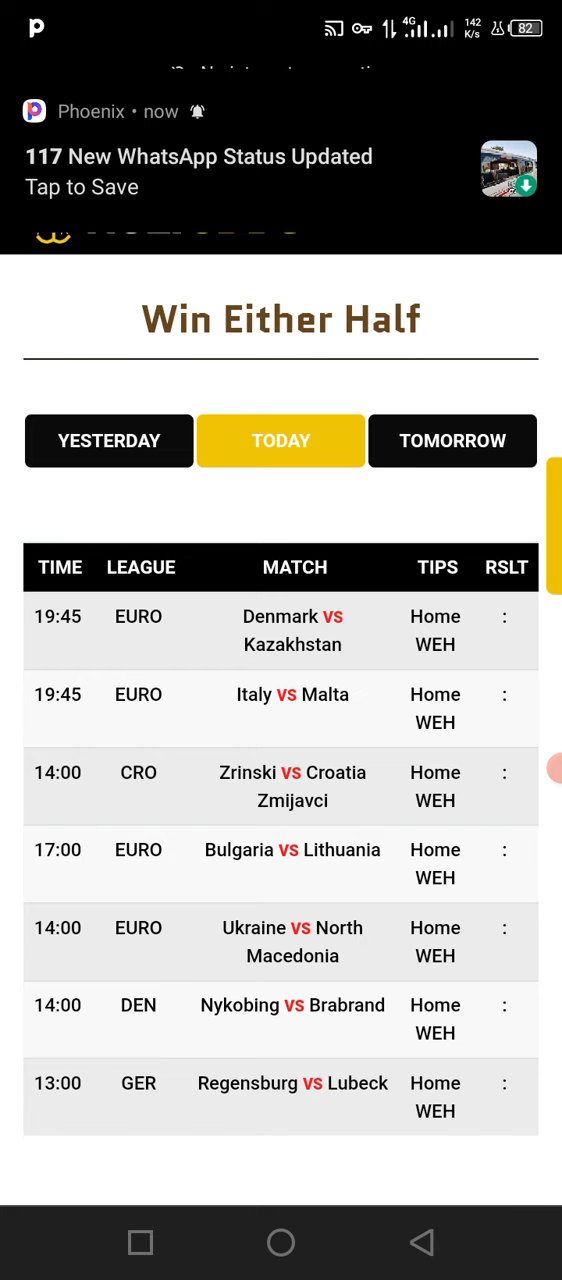 4G 142 K/s 82
Phoenix • now
117 New WhatsApp Status Updated
Tap to Save
Win Either Half
YESTERDAY TODAY TOMORROW
TIME LEAGUE MATCH TIPS RSLT
19:45 EURO Denmark VS Kazakhstan Home WEH :
19:45 EURO Italy VS Malta Home WEH :
14:00 CRO Zrinski VS Croatia Zmijavci Home WEH :
17:00 EURO Bulgaria VS Lithuania Home WEH :
14:00 EURO Ukraine VS North Macedonia Home WEH :
14:00 DEN Nykobing VS Brabrand Home WEH :
13:00 GER Regensburg VS Lubeck Home WEH :